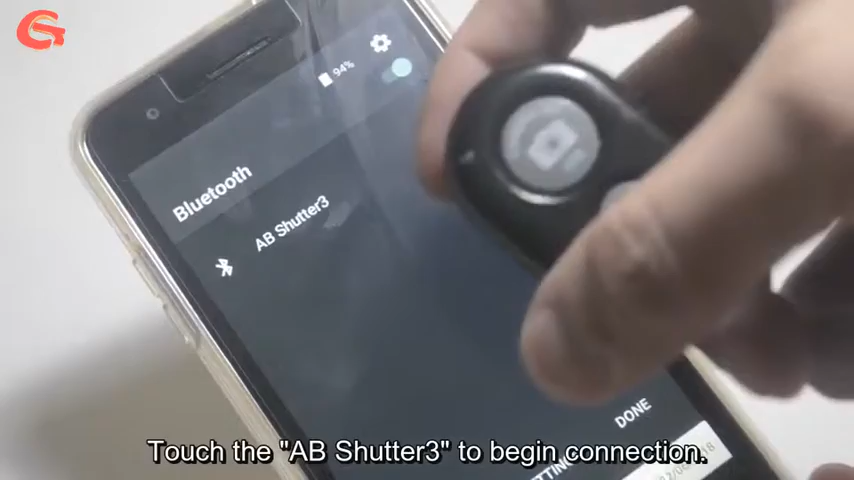 94%
Bluetooth
AB Shutter3
DONE
Touch the "AB Shutter3" to begin connection.